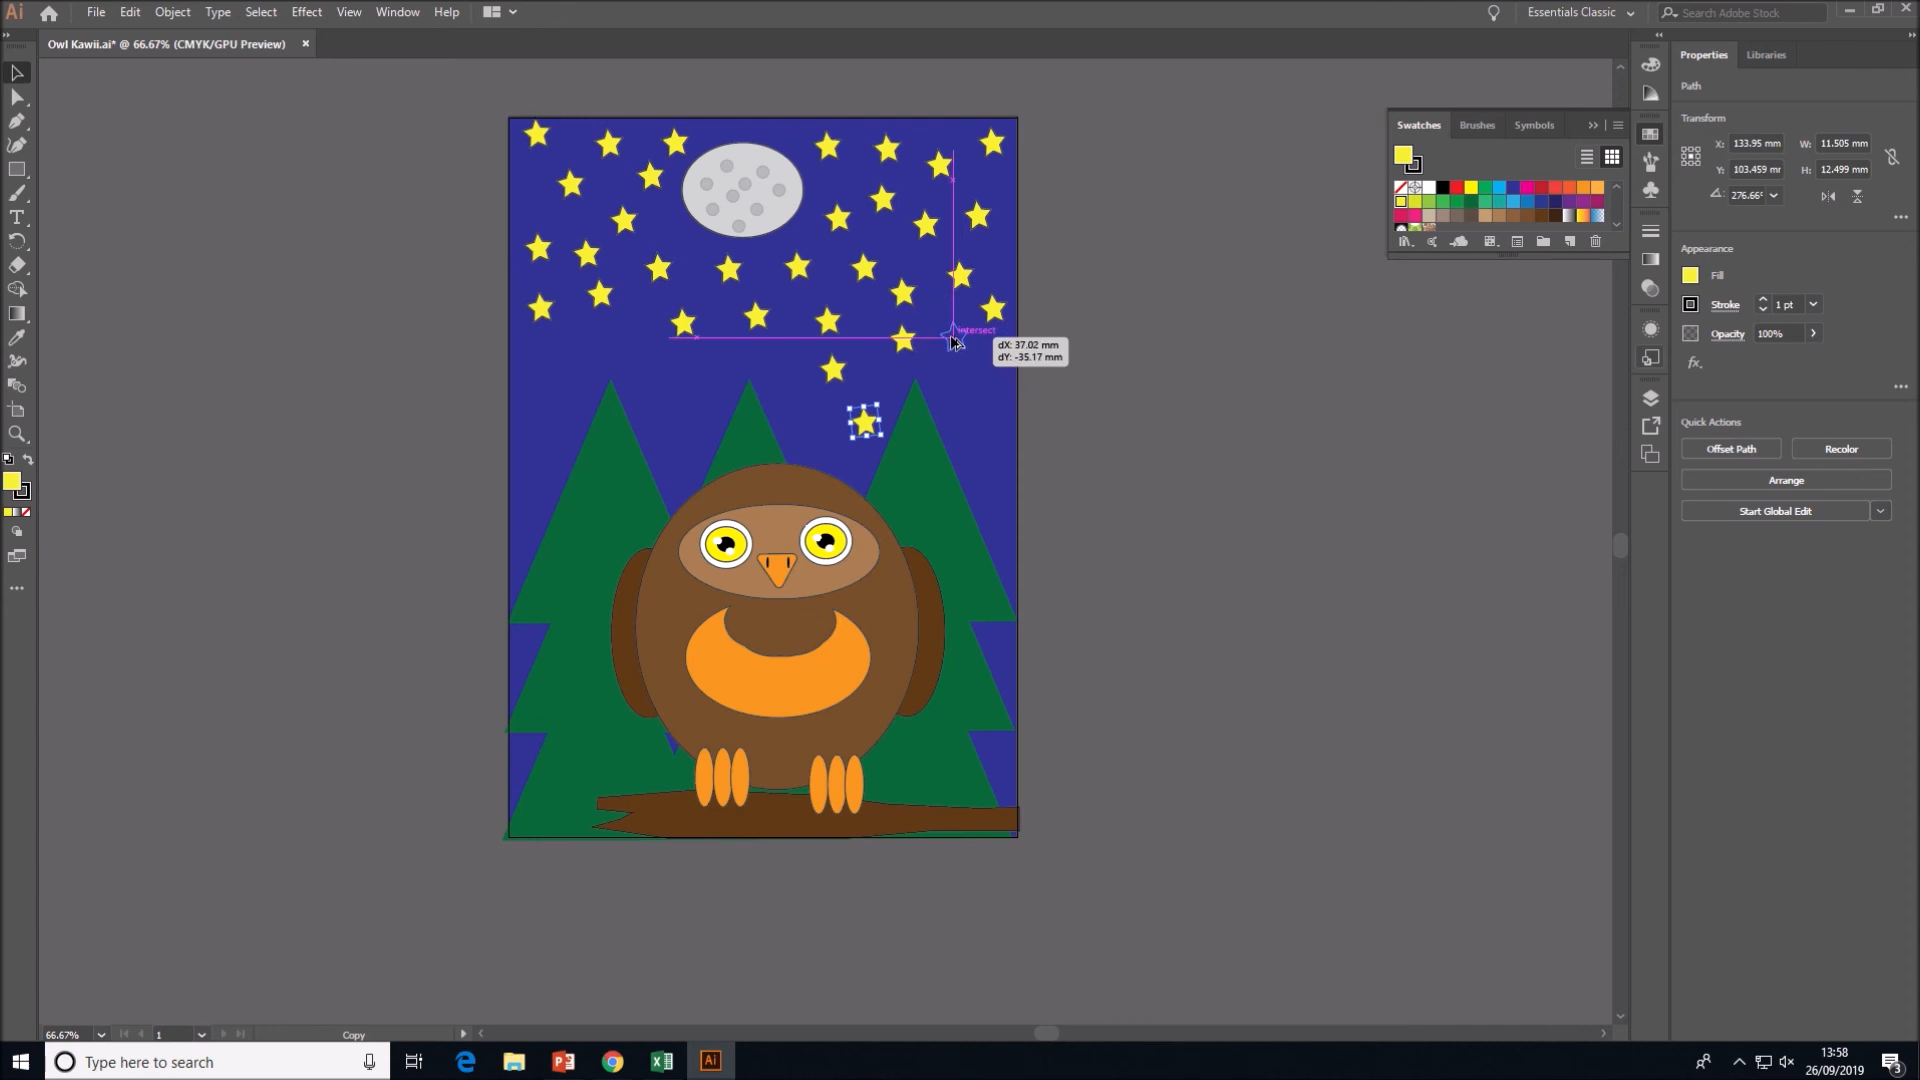 Ai File Edit Object Type Select Effect View Window Help Essentials Classic Search Adobe Stock
Owl Kawii.ai* @ 66.67% (CMYK/GPU Preview)
Properties Libraries
Path
Transform
Swatches Brushes Symbols
X: 133.95 mm W: 11.505 mm
Y: 103.459 mr H: 12.499 mm
276.66°
Appearance
Fill
Stroke 1 pt
Opacity 100%
fx.
intersect
dX: 37.02 mm
dY: -35.17 mm
Quick Actions
Offset Path Recolor
Arrange
Start Global Edit
66.67% 1 Copy
Type here to search
Ai
13:58
26/09/2019
3